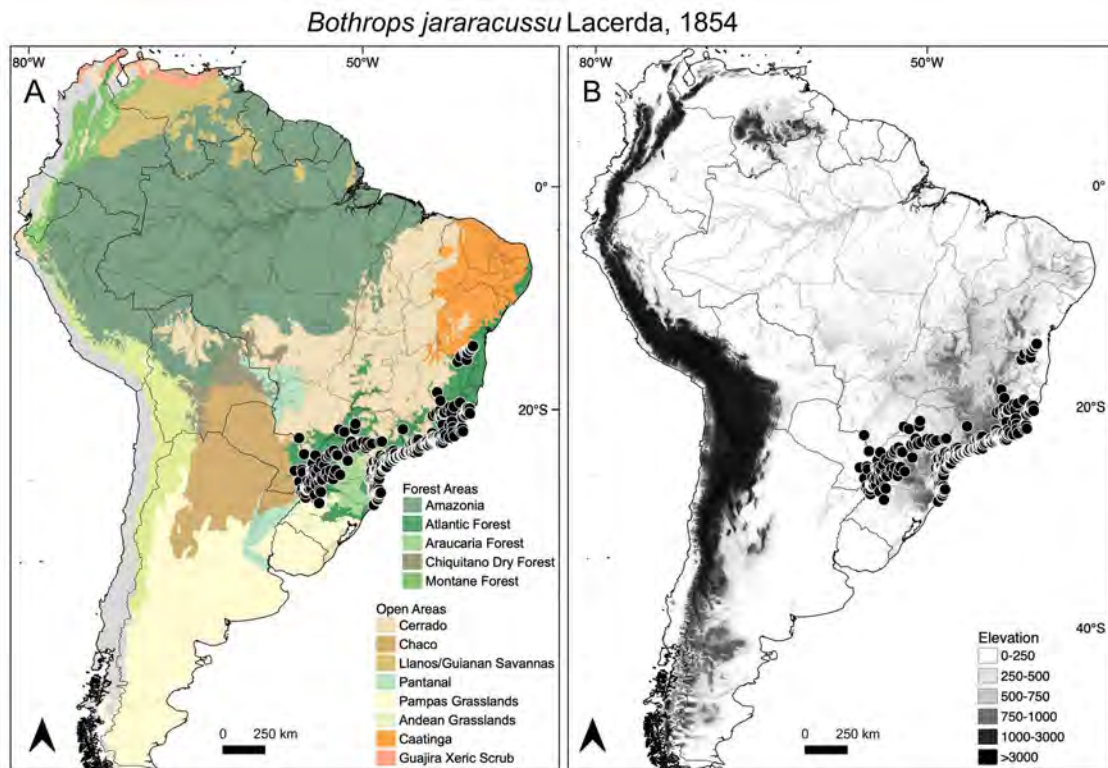 Bothrops jararacussu Lacerda, 1854
80°W
50°W
A
0°
20°S
Forest Areas
Amazonia
Atlantic Forest
Araucaria Forest
Chiquitano Dry Forest
Montane Forest
Open Areas
Cerrado
Chaco
Llanos/Guianan Savannas
Pantanal
Pampas Grasslands
Andean Grasslands
Caatinga
Guajira Xeric Scrub
0 250 km
80°W
50°W
B
0°
20°S
40°S
Elevation
0-250
250-500
500-750
750-1000
1000-3000
>3000
0 250 km